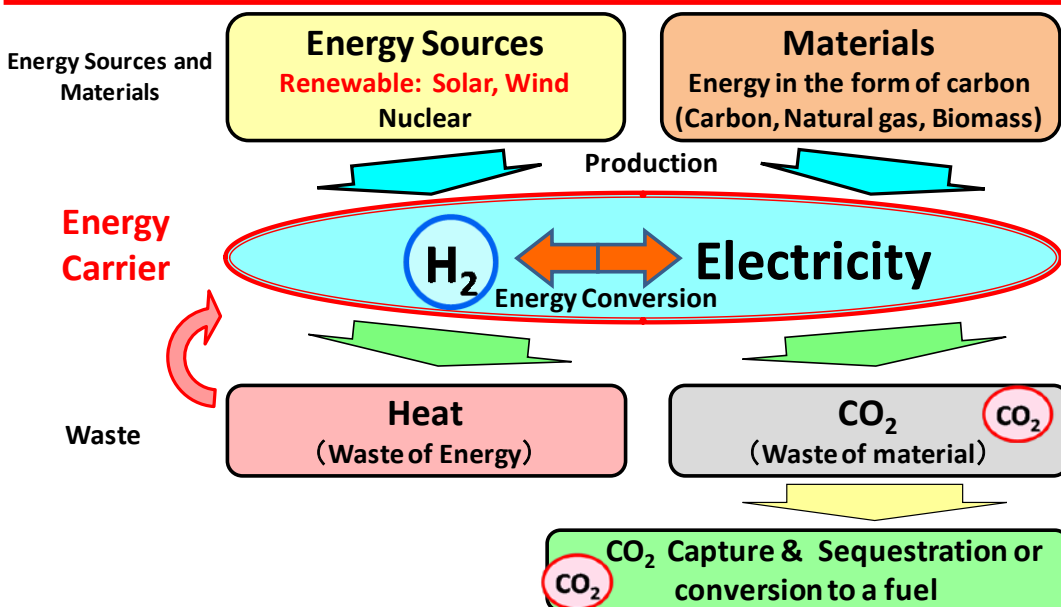 Energy Sources and
Materials
Energy Sources
Renewable: Solar, Wind
Nuclear
Materials
Energy in the form of carbon
(Carbon, Natural gas, Biomass)
Production
Energy
Carrier
H₂
Electricity
Energy Conversion
Waste
Heat
（Waste of Energy）
CO₂
（Waste of material）
CO₂
CO₂ Capture & Sequestration or
conversion to a fuel
CO₂